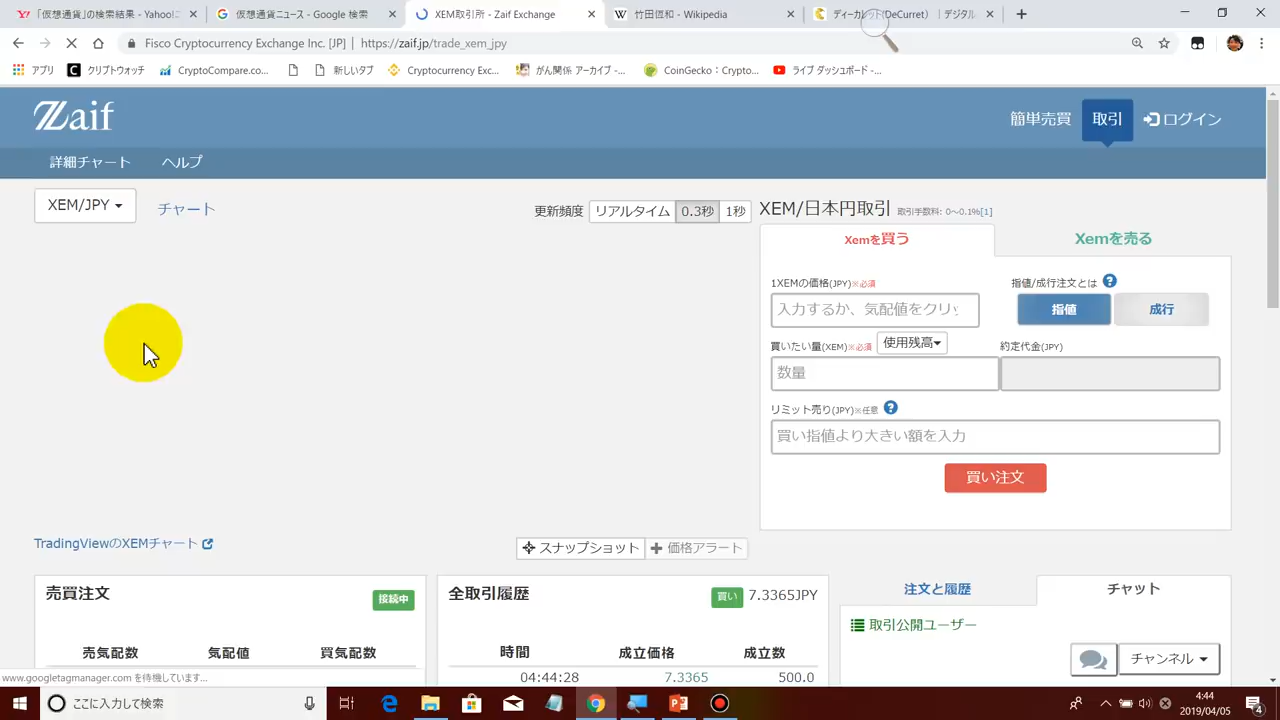 「仮想通貨」の検索結果 - Yahoo!ニ
仮想通貨ニュース - Google 検索
XEM取引所 - Zaif Exchange
竹田恆和 - Wikipedia
ディーカレット(DeCurret) | デジタル
Fisco Cryptocurrency Exchange Inc. [JP] | https://zaif.jp/trade_xem_jpy
アプリ
クリプトウォッチ
CryptoCompare.co...
新しいタブ
Cryptocurrency Exc...
がん関係 アーカイブ - ...
CoinGecko : Crypto...
ライブ ダッシュボード - ...
Zaif
簡単売買
取引
ログイン
詳細チャート
ヘルプ
XEM/JPY
チャート
更新頻度
リアルタイム
0.3秒
1秒
XEM/日本円取引 取引手数料: 0〜0.1%[1]
Xemを買う
Xemを売る
1XEMの価格(JPY)※必須
指値/成行注文とは
入力するか、気配値をクリッ
指値
成行
買いたい量(XEM)※必須
使用残高
約定代金(JPY)
数量
リミット売り(JPY)※任意
買い指値より大きい額を入力
買い注文
TradingViewのXEMチャート
スナップショット
価格アラート
売買注文
接続中
全取引履歴
買い
7.3365JPY
注文と履歴
チャット
取引公開ユーザー
売気配数
気配値
買気配数
時間
成立価格
成立数
チャンネル
04:44:28
7.3365
500.0
www.googletagmanager.com を待機しています...
ここに入力して検索
4:44
2019/04/05
4